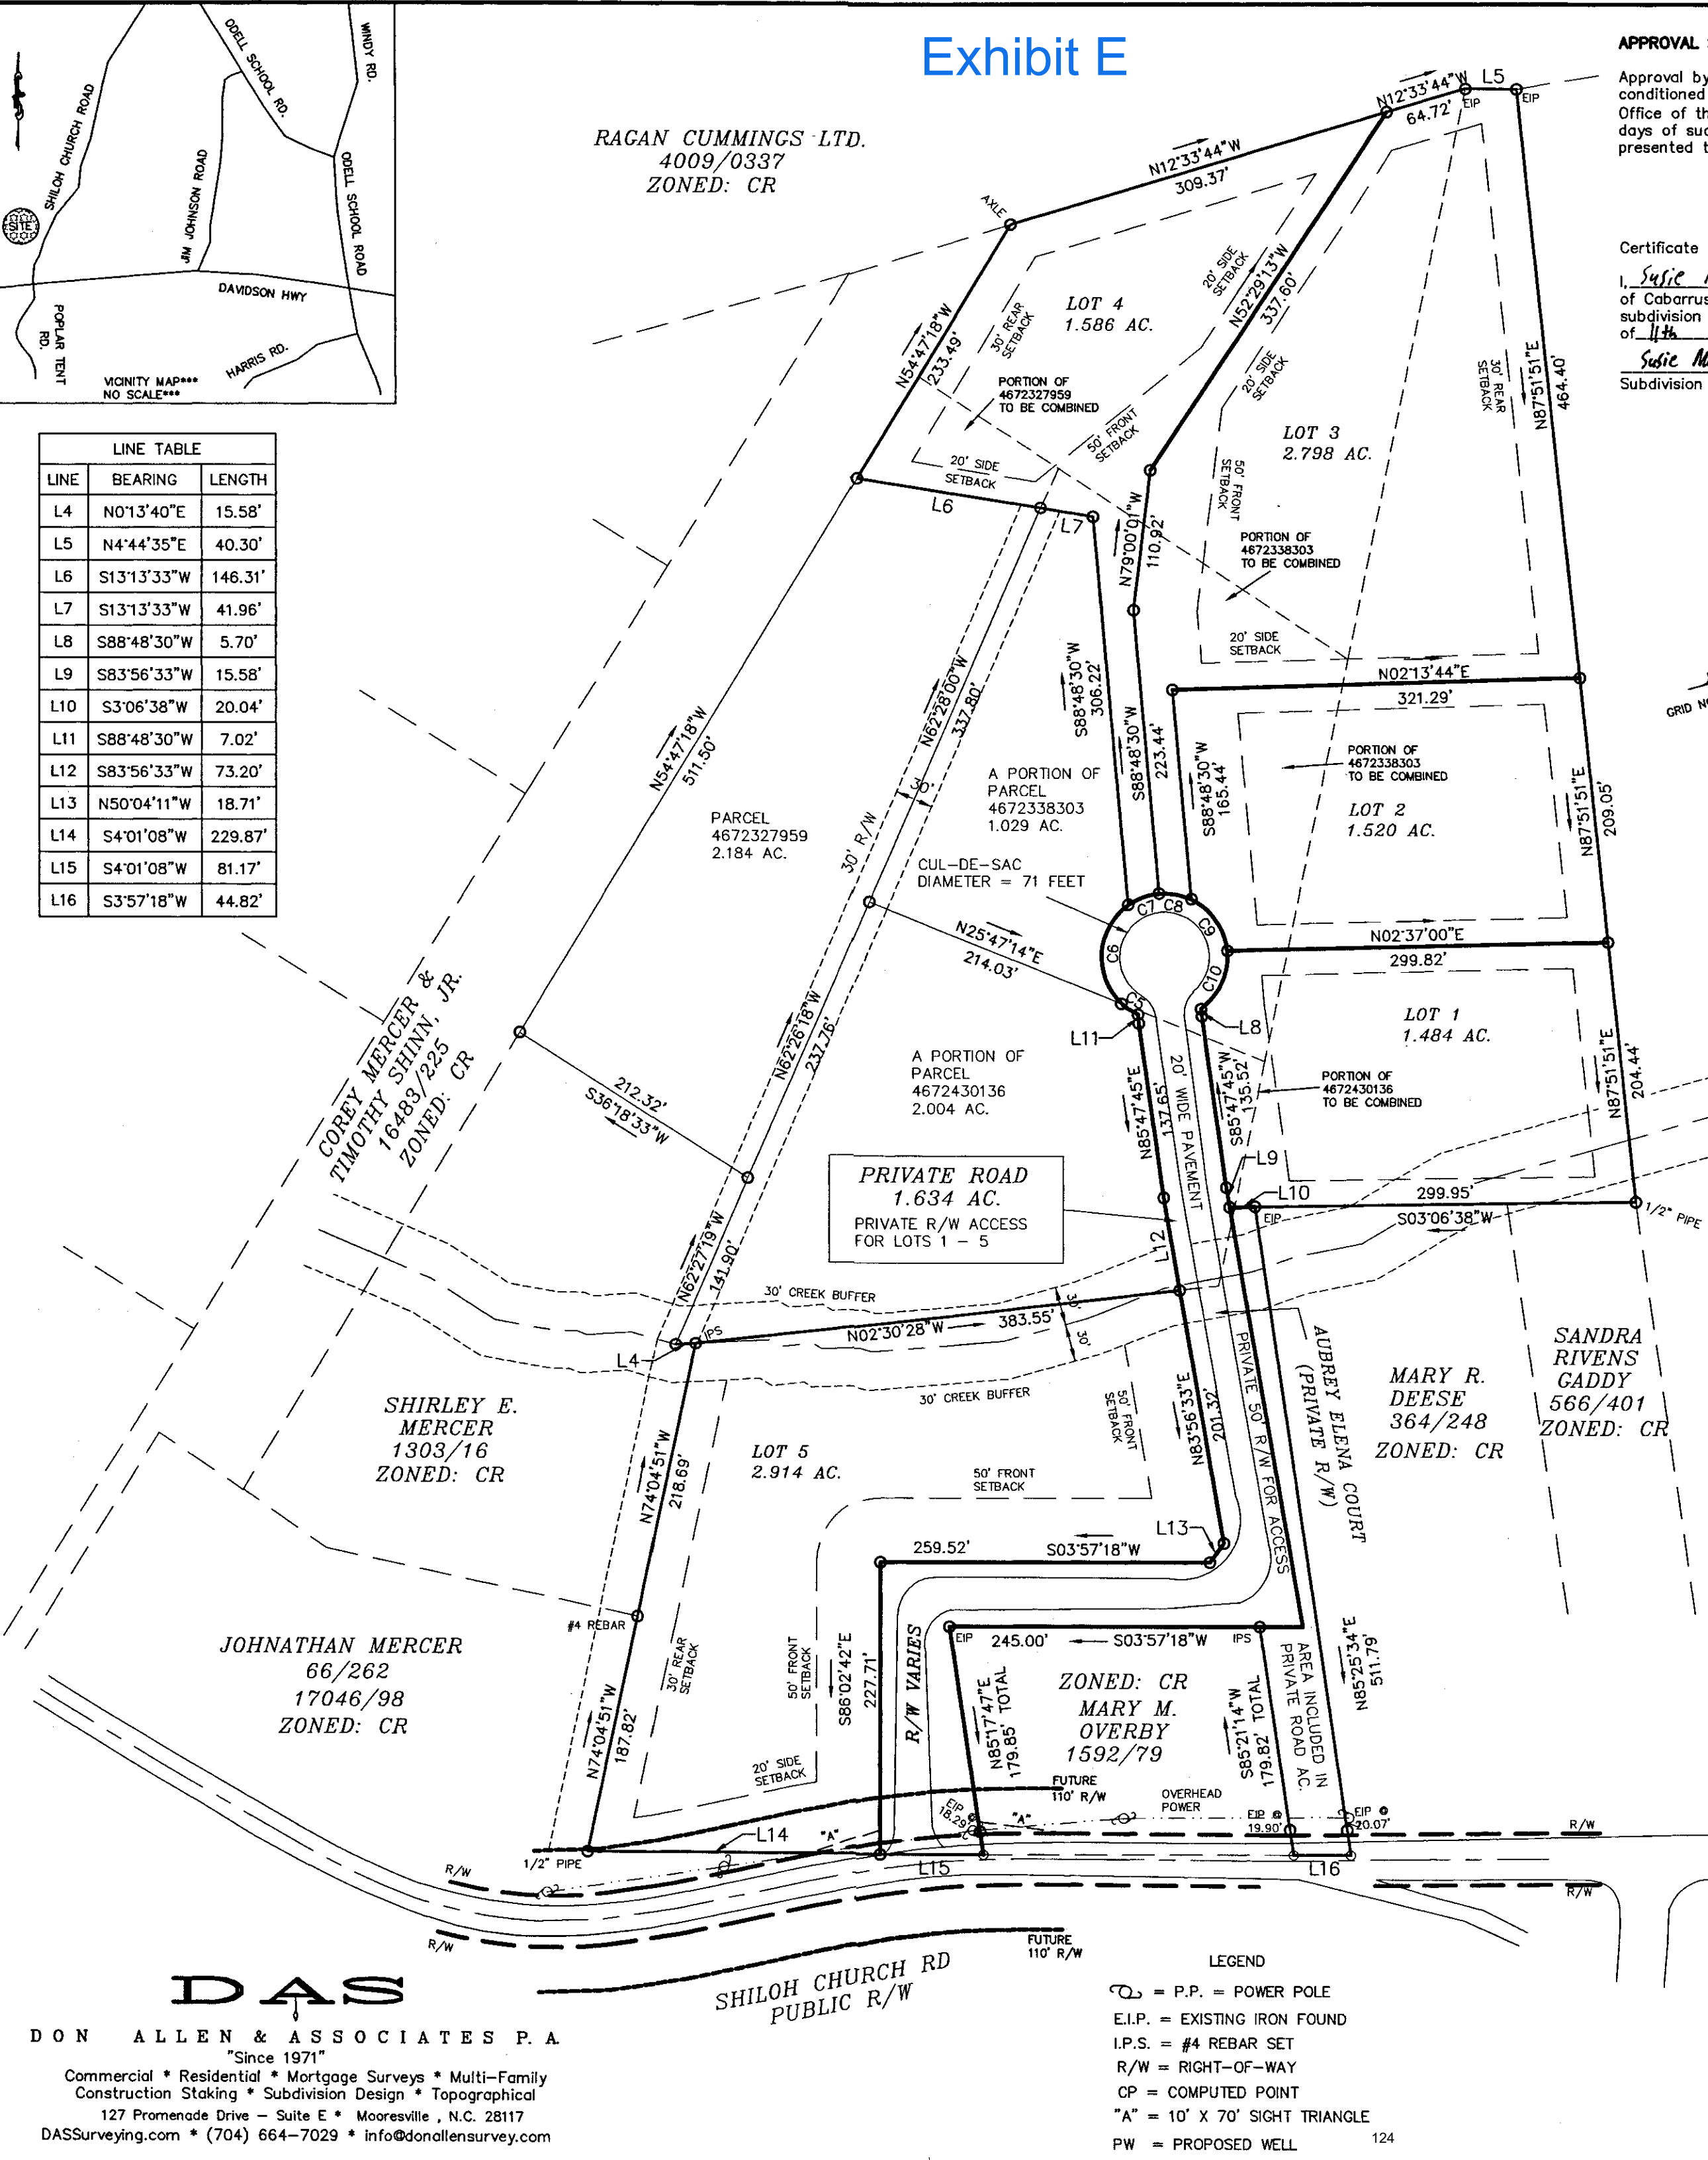 Exhibit E
APPROVAL
Approval by
conditioned
Office of th
days of suc
presented t
Certificate
I, Susie
of Cabarrus
subdivision
of 11th
Susie
Subdivision
ODELL SCHOOL RD.
WINDY RD.
SHILOH CHURCH ROAD
JIM JOHNSON ROAD
ODELL SCHOOL ROAD
SITE
DAVIDSON HWY
POPLAR TENT
RD.
HARRIS RD.
VICINITY MAP***
NO SCALE***
LINE TABLE
LINE BEARING LENGTH
L4 N0°13'40"E 15.58'
L5 N4°44'35"E 40.30'
L6 S13°13'33"W 146.31'
L7 S13°13'33"W 41.96'
L8 S88°48'30"W 5.70'
L9 S83°56'33"W 15.58'
L10 S3°06'38"W 20.04'
L11 S88°48'30"W 7.02'
L12 S83°56'33"W 73.20'
L13 N50°04'11"W 18.71'
L14 S4°01'08"W 229.87'
L15 S4°01'08"W 81.17'
L16 S3°57'18"W 44.82'
RAGAN CUMMINGS LTD.
4009/0337
ZONED: CR
N12°33'44"W
64.72'
L5
EIP
EIP
N12°33'44"W
309.37'
AXLE
N54°47'18"W
233.49'
30' REAR
SETBACK
LOT 4
1.586 AC.
20' SIDE
SETBACK
N52°29'13"W
337.60'
20' SIDE
SETBACK
PORTION OF
4672327959
TO BE COMBINED
50' FRONT
SETBACK
20' SIDE
SETBACK
L6
L7
LOT 3
2.798 AC.
30' REAR
SETBACK
N87°51'51"E
464.40'
50' FRONT
SETBACK
N79°00'01"W
110.92'
PORTION OF
4672338303
TO BE COMBINED
20' SIDE
SETBACK
N02°13'44"E
321.29'
GRID N
N62°28'00"W
337.80'
S88°48'30"W
306.22'
S88°48'30"W
223.44'
S88°48'30"W
165.44'
PORTION OF
4672338303
TO BE COMBINED
LOT 2
1.520 AC.
N87°51'51"E
209.05'
N54°47'18"W
511.50'
PARCEL
4672327959
2.184 AC.
30' R/W
30'
A PORTION OF
PARCEL
4672338303
1.029 AC.
CUL-DE-SAC
DIAMETER = 71 FEET
C7
C8
C9
C6
C10
C5
N02°37'00"E
299.82'
N25°47'14"E
214.03'
L11
L8
LOT 1
1.484 AC.
N87°51'51"E
204.44'
PORTION OF
4672430136
TO BE COMBINED
COREY MERCER &
TIMOTHY SHINN, JR.
16483/225
ZONED: CR
N62°26'18"W
237.76'
212.32'
S36°18'33"W
A PORTION OF
PARCEL
4672430136
2.004 AC.
N85°47'45"E
137.65'
20' WIDE PAVEMENT
S85°47'45"W
135.52'
L9
L10
EIP
299.95'
S03°06'38"W
1/2" PIPE
PRIVATE ROAD
1.634 AC.
PRIVATE R/W ACCESS
FOR LOTS 1 - 5
L12
N62°27'19"W
141.90'
30' CREEK BUFFER
30'
30'
N02°30'28"W
383.55'
IPS
L4
30' CREEK BUFFER
SHIRLEY E.
MERCER
1303/16
ZONED: CR
N74°04'51"W
218.69'
LOT 5
2.914 AC.
50' FRONT
SETBACK
50' FRONT
SETBACK
N83°56'33"E
201.32'
PRIVATE 50' R/W FOR ACCESS
AUBREY ELENA COURT
(PRIVATE R/W)
MARY R.
DEESE
364/248
ZONED: CR
SANDRA
RIVENS
GADDY
566/401
ZONED: CR
L13
259.52'
S03°57'18"W
#4 REBAR
JOHNATHAN MERCER
66/262
17046/98
ZONED: CR
30' REAR
SETBACK
50' FRONT
SETBACK
N74°04'51"W
187.82'
S86°02'42"E
227.71'
R/W VARIES
EIP
245.00'
S03°57'18"W
IPS
N85°17'47"E
179.85' TOTAL
ZONED: CR
MARY M.
OVERBY
1592/79
S85°21'14"W
179.82' TOTAL
AREA INCLUDED IN
PRIVATE ROAD AC.
N85°25'34"E
511.79'
20' SIDE
SETBACK
FUTURE
110' R/W
OVERHEAD
POWER
EIP @
18.29'
"A"
EIP @
19.90'
EIP @
20.07'
R/W
L14
"A"
1/2" PIPE
R/W
L15
L16
R/W
R/W
FUTURE
110' R/W
SHILOH CHURCH RD
PUBLIC R/W
DAS
DON ALLEN & ASSOCIATES P.A.
"Since 1971"
Commercial * Residential * Mortgage Surveys * Multi-Family
Construction Staking * Subdivision Design * Topographical
127 Promenade Drive - Suite E * Mooresville , N.C. 28117
DASSurveying.com * (704) 664-7029 * info@donallensurvey.com
LEGEND
= P.P. = POWER POLE
E.I.P. = EXISTING IRON FOUND
I.P.S. = #4 REBAR SET
R/W = RIGHT-OF-WAY
CP = COMPUTED POINT
"A" = 10' X 70' SIGHT TRIANGLE
PW = PROPOSED WELL
124